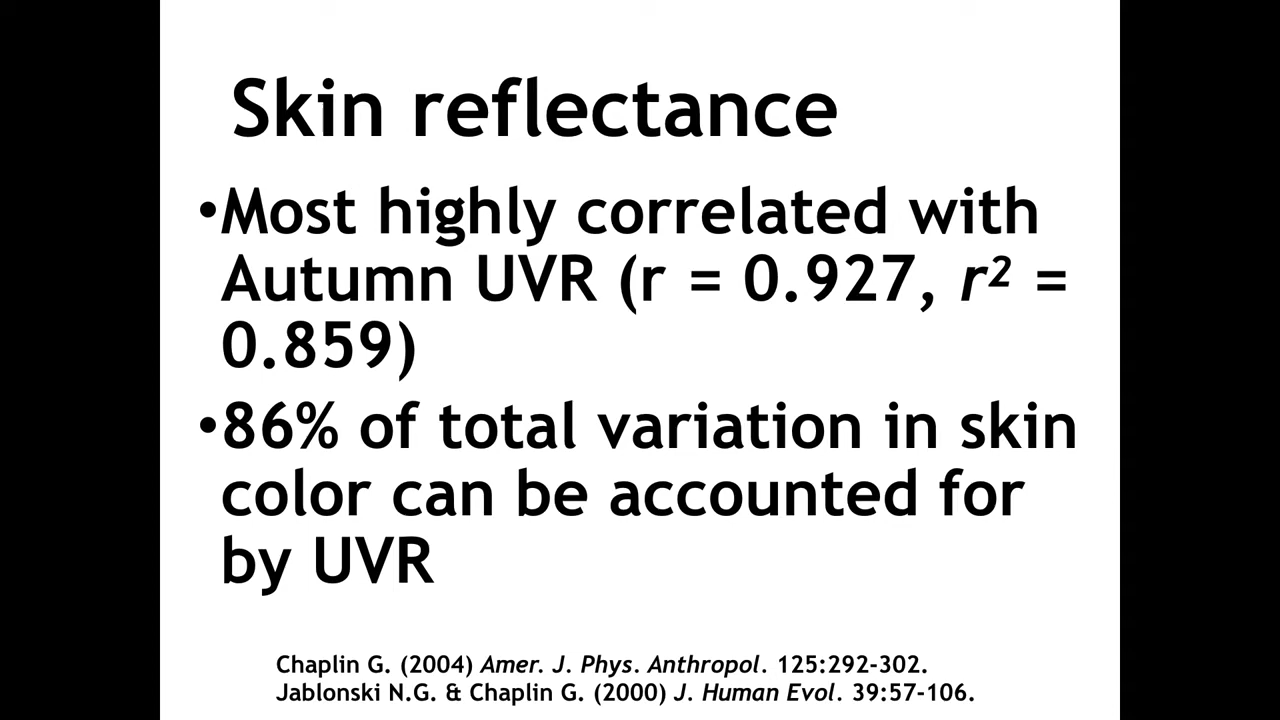 Skin reflectance
•Most highly correlated with
Autumn UVR (r = 0.927, r² =
0.859)
•86% of total variation in skin
color can be accounted for
by UVR
Chaplin G. (2004) Amer. J. Phys. Anthropol. 125:292-302.
Jablonski N.G. & Chaplin G. (2000) J. Human Evol. 39:57-106.